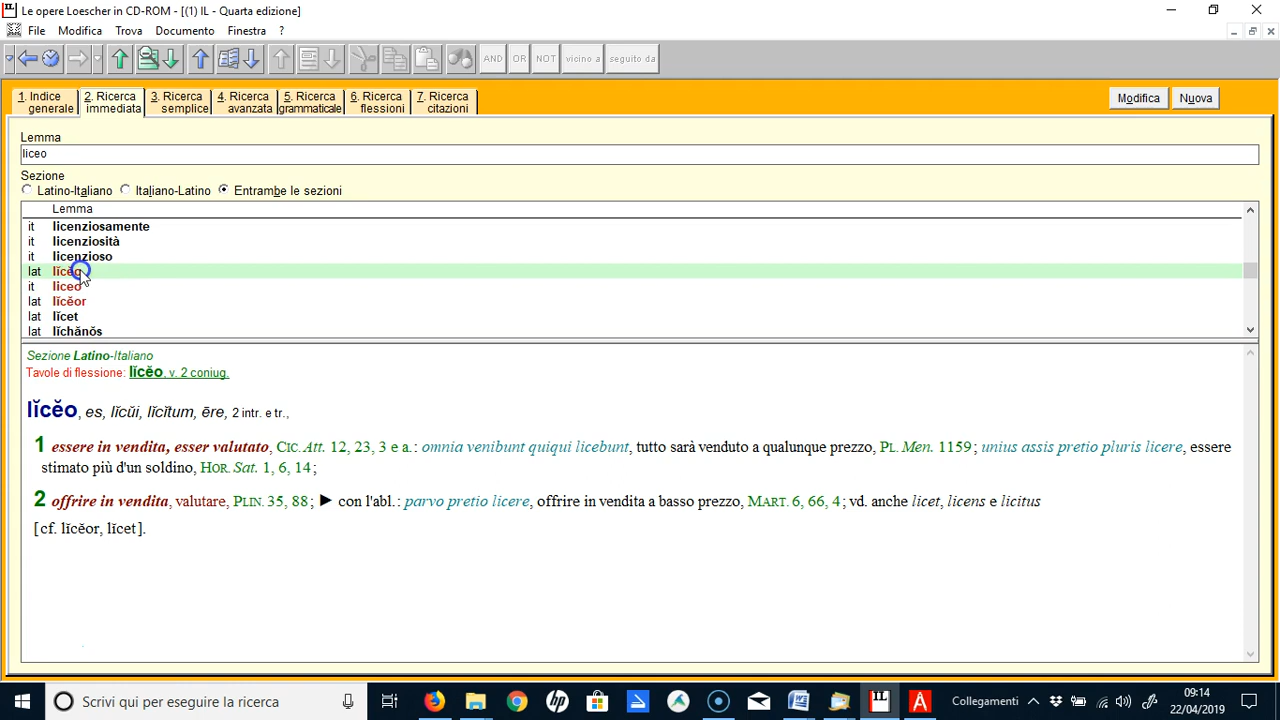 Le opere Loescher in CD-ROM - [(1) IL - Quarta edizione]
File Modifica Trova Documento Finestra ?
AND OR NOT vicino a seguito da
1. Indice generale 2. Ricerca immediata 3. Ricerca semplice 4. Ricerca avanzata 5. Ricerca grammaticale 6. Ricerca flessioni 7. Ricerca citazioni Modifica Nuova
Lemma
liceo
Sezione
Latino-Italiano Italiano-Latino Entrambe le sezioni
Lemma
it licenziosamente
it licenziosità
it licenzioso
lat lĭcĕo
it liceo
lat lĭcĕor
lat lĭcet
lat lĭchănŏs
Sezione Latino-Italiano
Tavole di flessione: lĭcĕo, v. 2 coniug.
lĭcĕo, es, lĭcŭi, lĭcĭtum, ēre, 2 intr. e tr.,
1 essere in vendita, esser valutato, CIC. Att. 12, 23, 3 e a.: omnia venibunt quiqui licebunt, tutto sarà venduto a qualunque prezzo, PL. Men. 1159; unius assis pretio pluris licere, essere
stimato più d'un soldino, HOR. Sat. 1, 6, 14;
2 offrire in vendita, valutare, PLIN. 35, 88; ► con l'abl.: parvo pretio licere, offrire in vendita a basso prezzo, MART. 6, 66, 4; vd. anche licet, licens e licitus
[cf. lĭcĕor, lĭcet].
Scrivi qui per eseguire la ricerca Collegamenti 09:14
22/04/2019